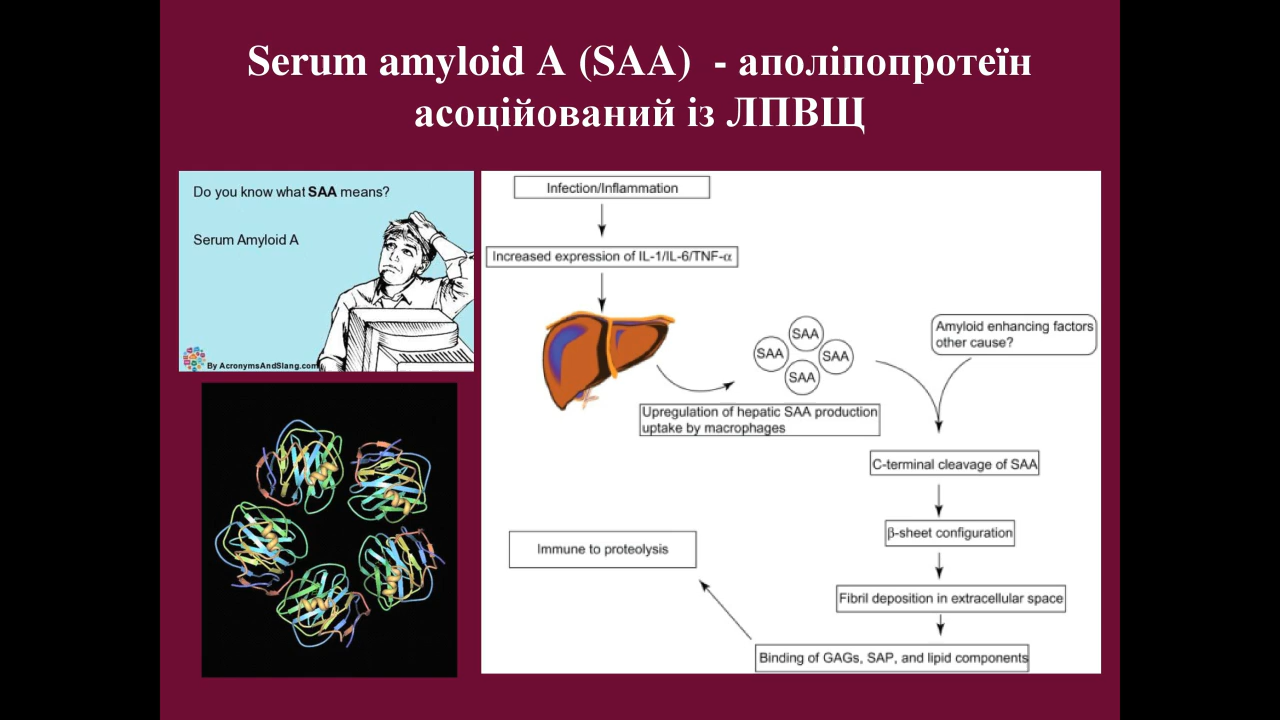 Serum amyloid A (SAA)  - аполіпопротеїн
асоційований із ЛПВЩ
Do you know what SAA means?
Serum Amyloid A
By AcronymsAndSlang.com
Infection/Inflammation
Increased expression of IL-1/IL-6/TNF-α
SAA
SAA
SAA
SAA
Upregulation of hepatic SAA production
uptake by macrophages
Amyloid enhancing factors
other cause?
C-terminal cleavage of SAA
β-sheet configuration
Fibril deposition in extracellular space
Binding of GAGs, SAP, and lipid components
Immune to proteolysis